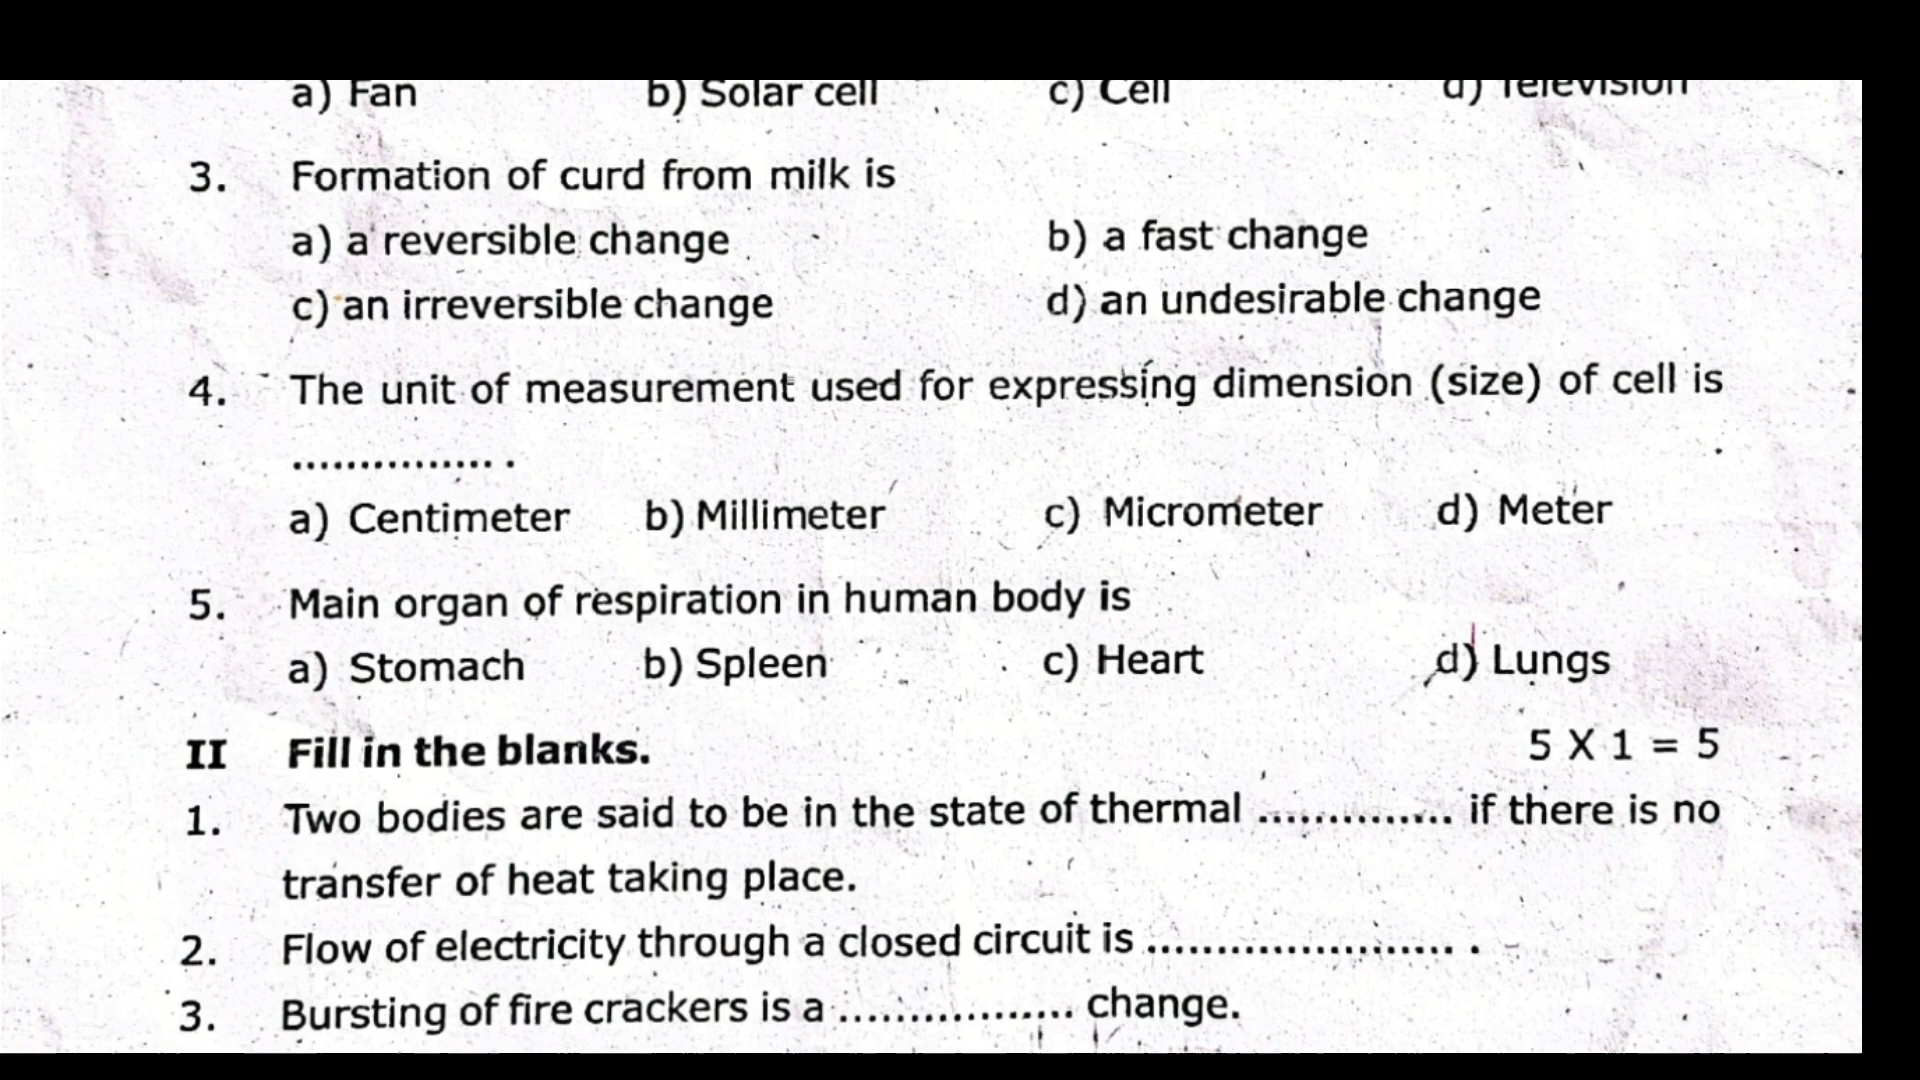 a) Fan b) Solar cell c) Cell d) Television
3. Formation of curd from milk is
a) a reversible change b) a fast change
c) an irreversible change d) an undesirable change
4. The unit of measurement used for expressing dimension (size) of cell is
................ .
a) Centimeter b) Millimeter c) Micrometer d) Meter
5. Main organ of respiration in human body is
a) Stomach b) Spleen c) Heart d) Lungs
II Fill in the blanks. 5 X 1 = 5
1. Two bodies are said to be in the state of thermal .............. if there is no
transfer of heat taking place.
2. Flow of electricity through a closed circuit is ...................... .
3. Bursting of fire crackers is a ................. change.